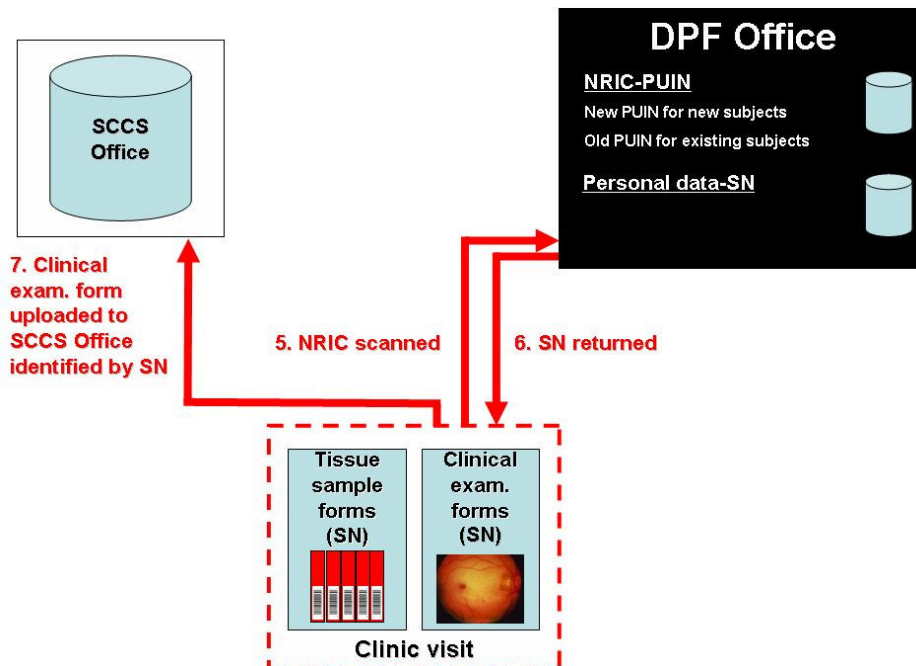 DPF Office
NRIC-PUIN
New PUIN for new subjects
Old PUIN for existing subjects
Personal data-SN
SCCS
Office
7. Clinical
exam. form
uploaded to
SCCS Office
identified by SN
5. NRIC scanned
6. SN returned
Tissue
sample
forms
(SN)
Clinical
exam.
forms
(SN)
Clinic visit